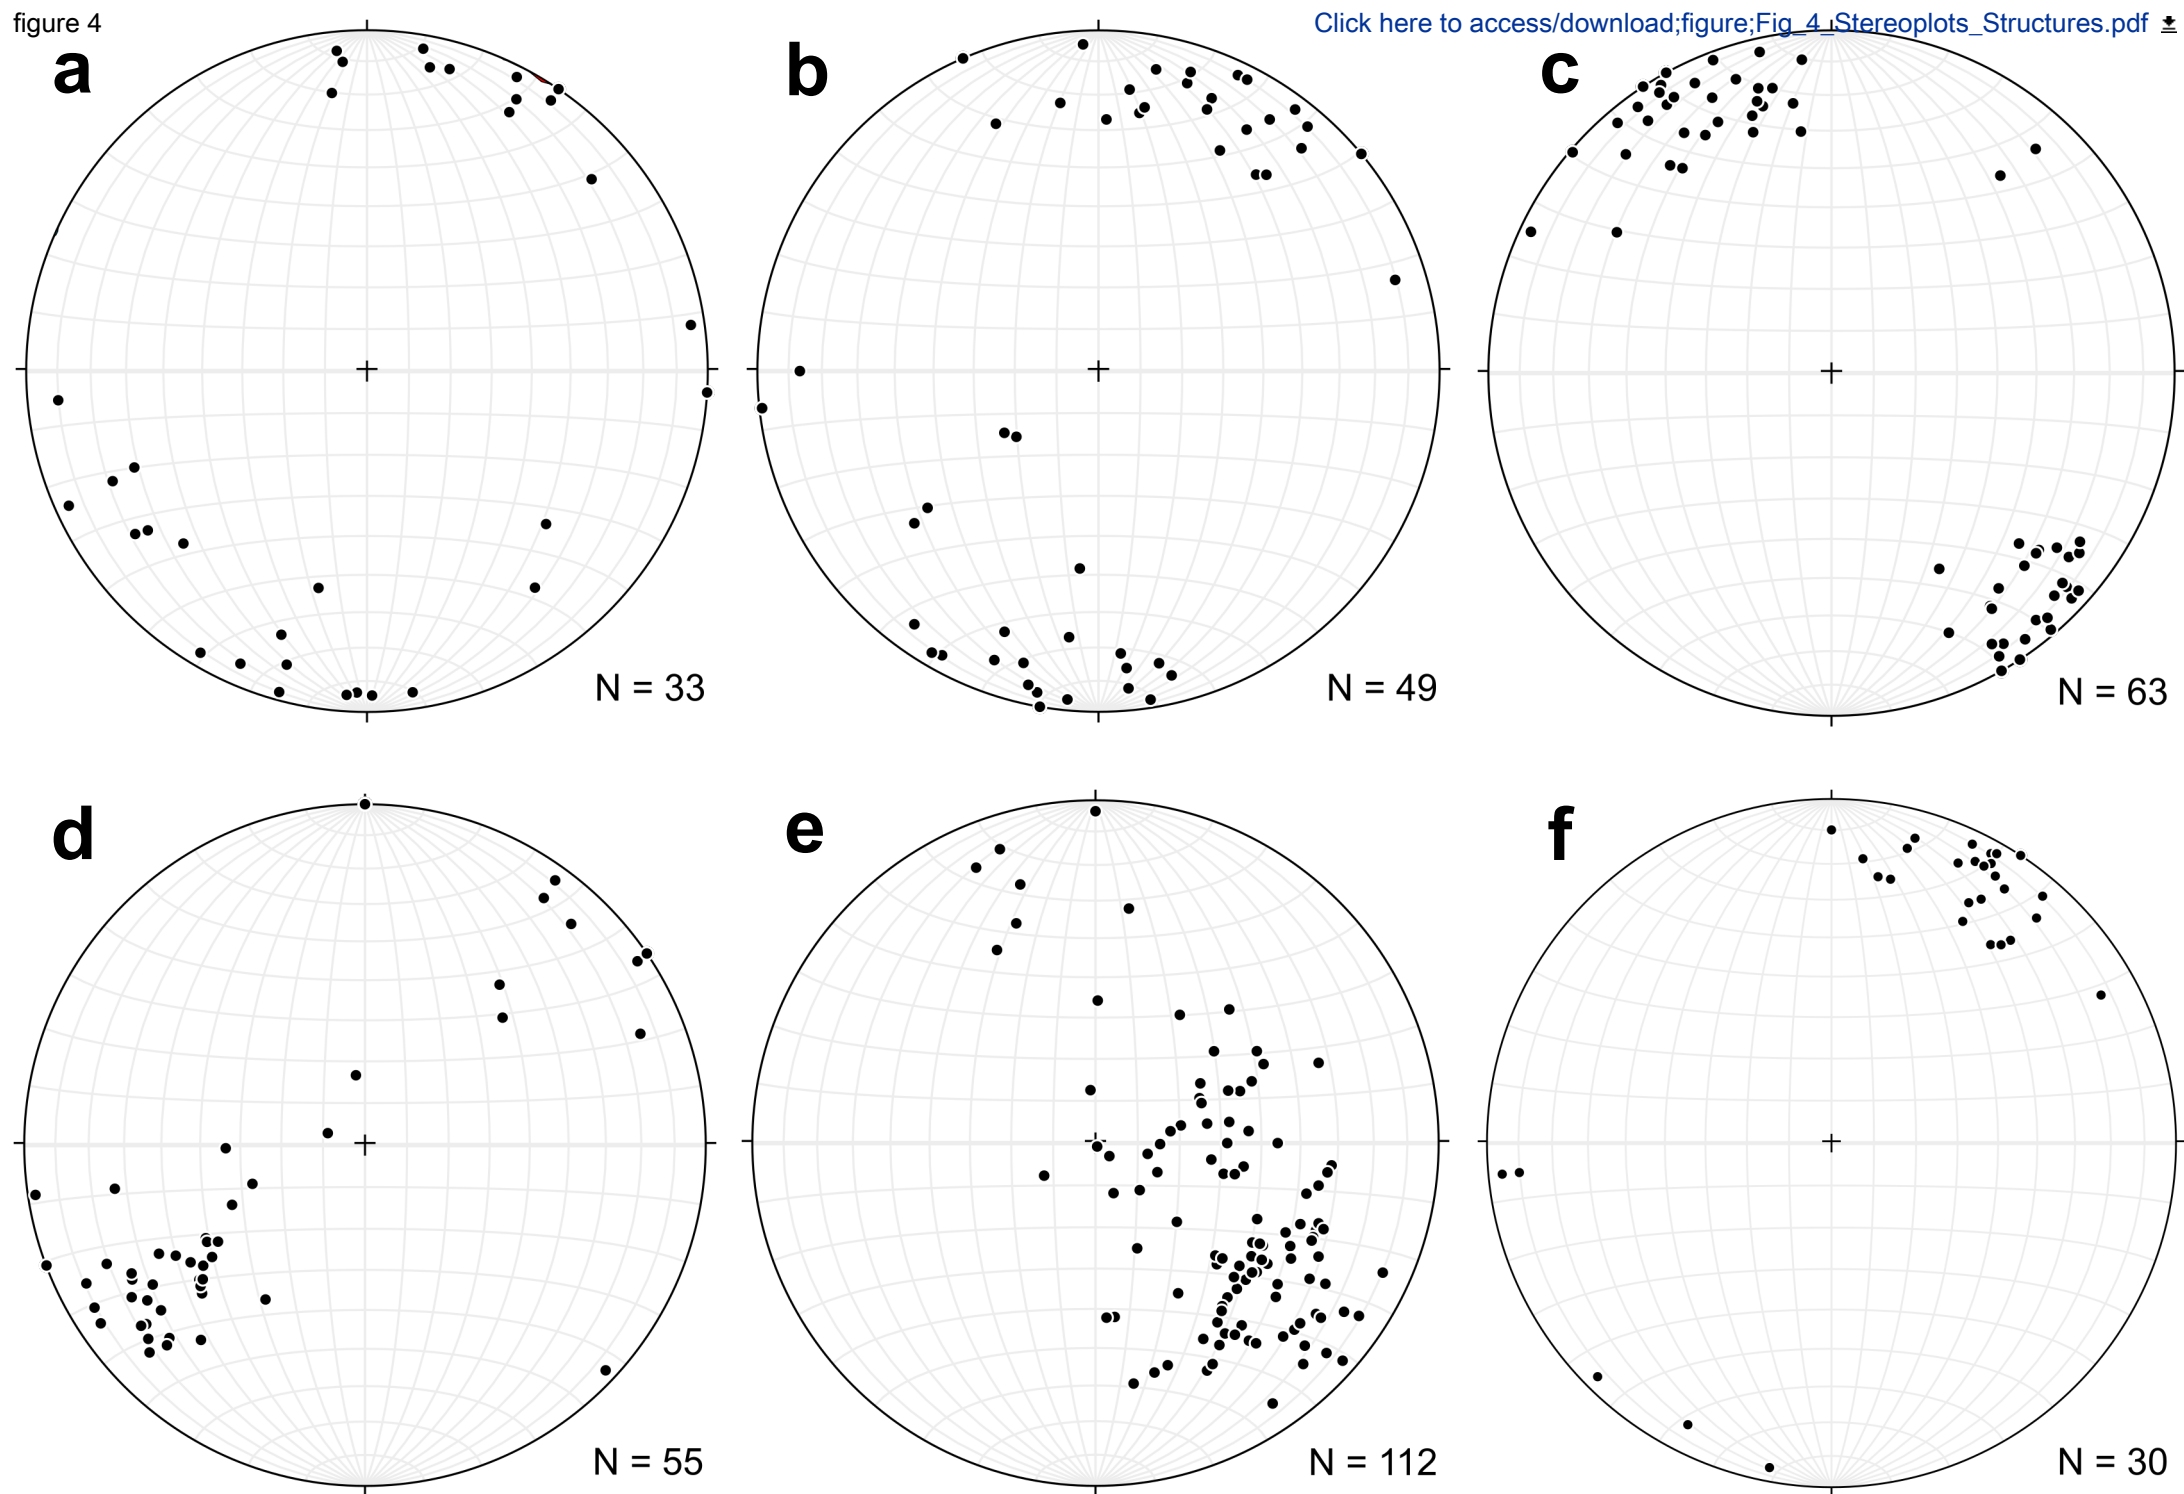 figure 4
Click here to access/download;figure;Fig_4_Stereoplots_Structures.pdf
a
b
c
N = 33
N = 49
N = 63
d
e
f
N = 55
N = 112
N = 30